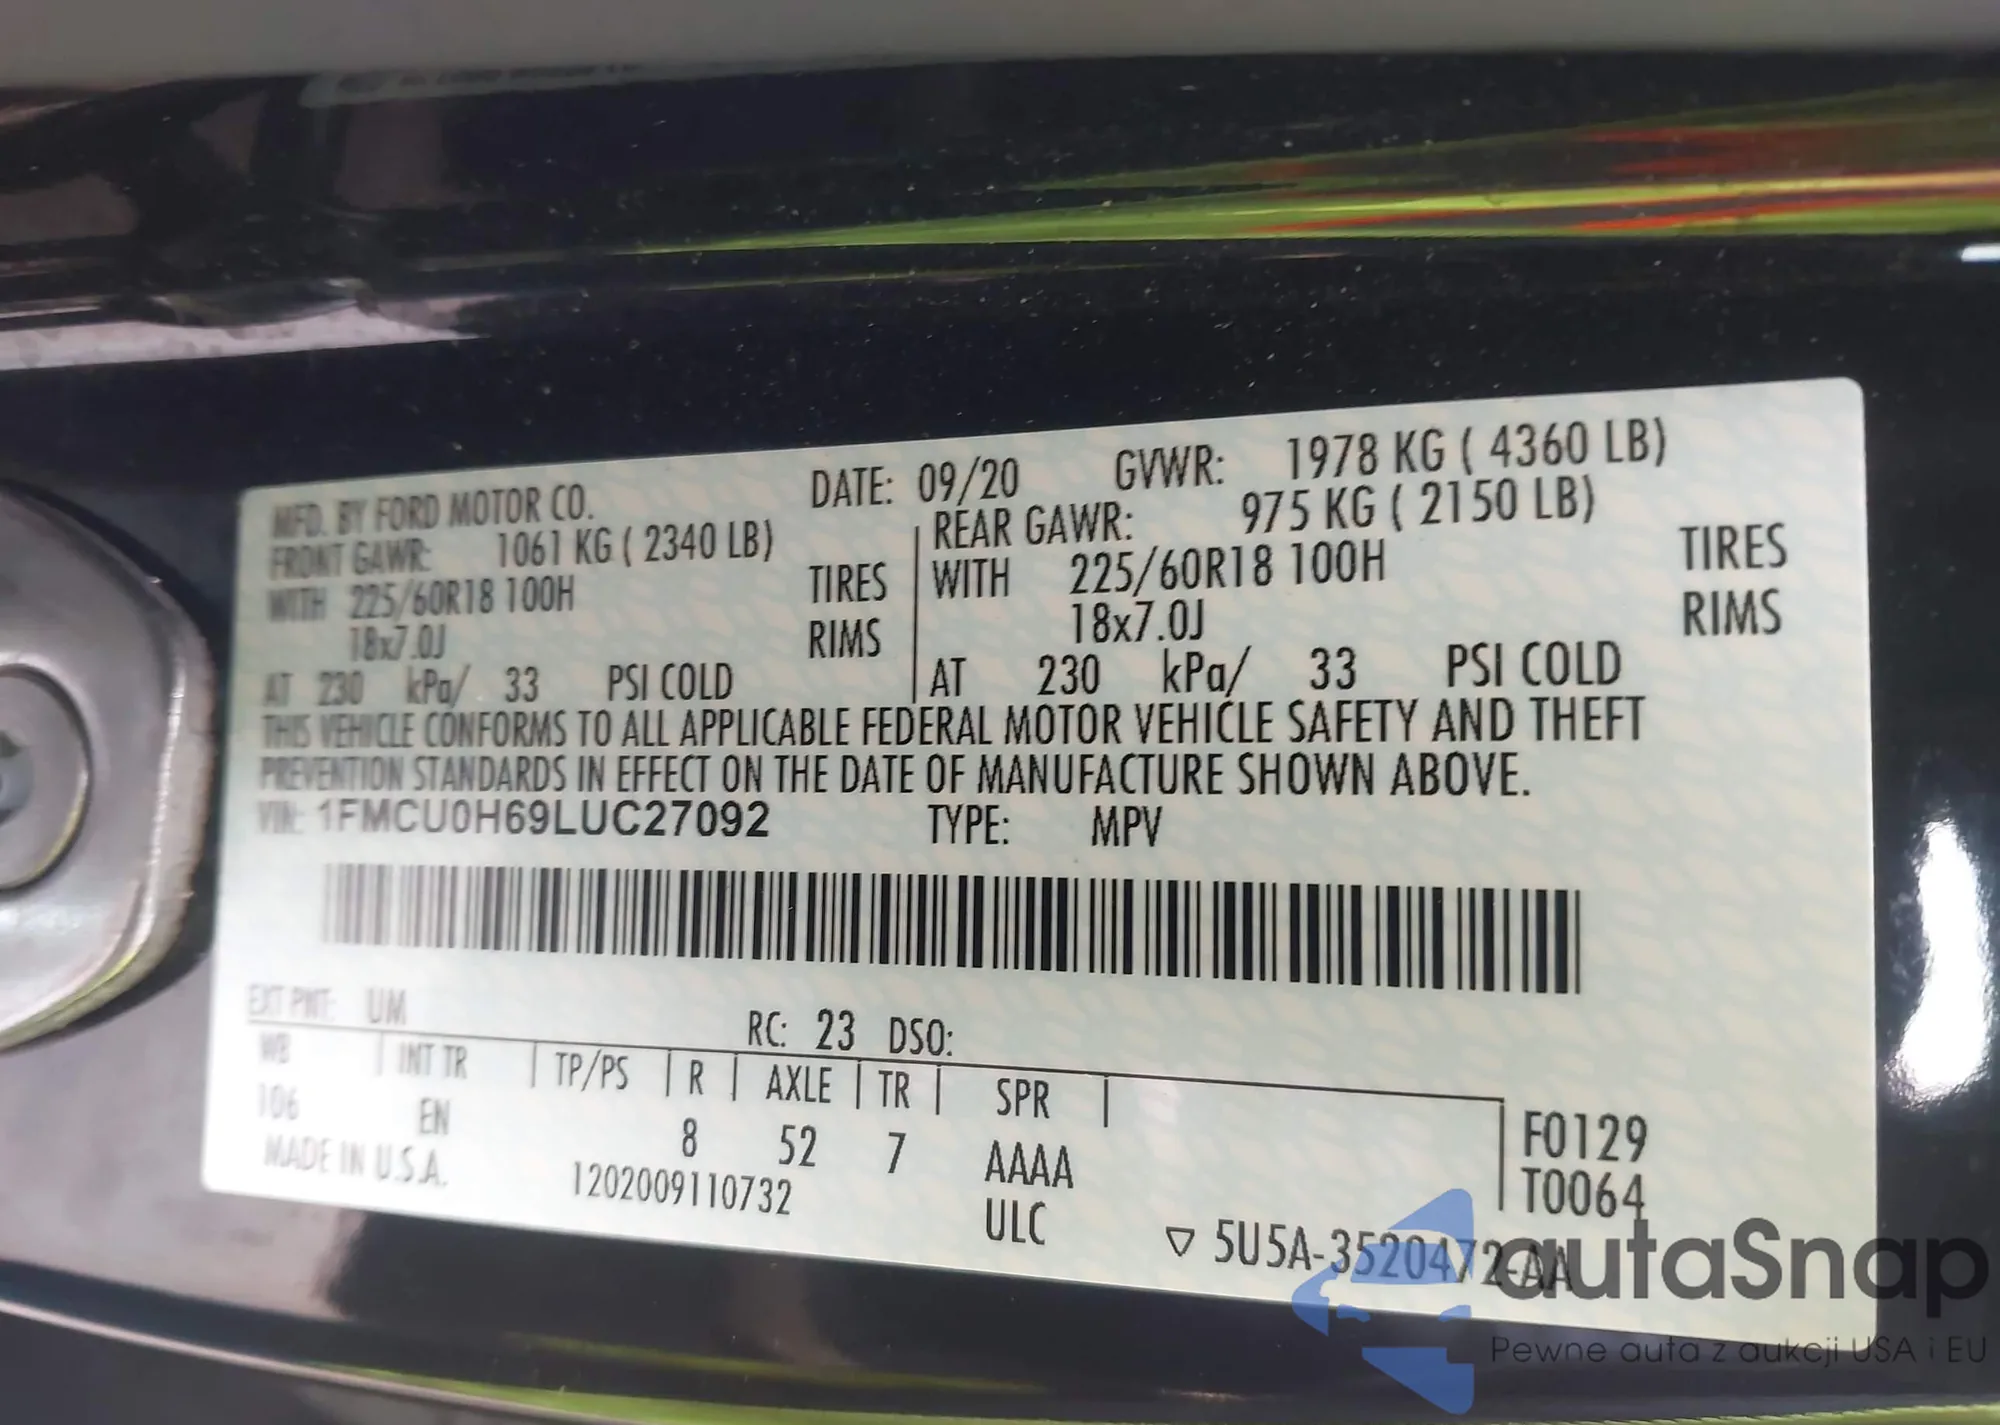 MFD. BY FORD MOTOR CO. DATE: 09/20 GVWR: 1978 KG ( 4360 LB)
FRONT GAWR: 1061 KG ( 2340 LB) REAR GAWR: 975 KG ( 2150 LB)
WITH 225/60R18 100H TIRES WITH 225/60R18 100H TIRES
18x7.0J RIMS 18x7.0J RIMS
AT 230 kPa/ 33 PSI COLD AT 230 kPa/ 33 PSI COLD
THIS VEHICLE CONFORMS TO ALL APPLICABLE FEDERAL MOTOR VEHICLE SAFETY AND THEFT
PREVENTION STANDARDS IN EFFECT ON THE DATE OF MANUFACTURE SHOWN ABOVE.
VIN: 1FMCU0H69LUC27092 TYPE: MPV
EXT PNT: UM RC: 23 DSO:
WB INT TR TP/PS R AXLE TR SPR
106 EN 8 52 7 AAAA F0129
MADE IN U.S.A. 1202009110732 ULC T0064
▽ 5U5A-3520472-AA
autaSnap
Pewne auta z aukcji USA i EU